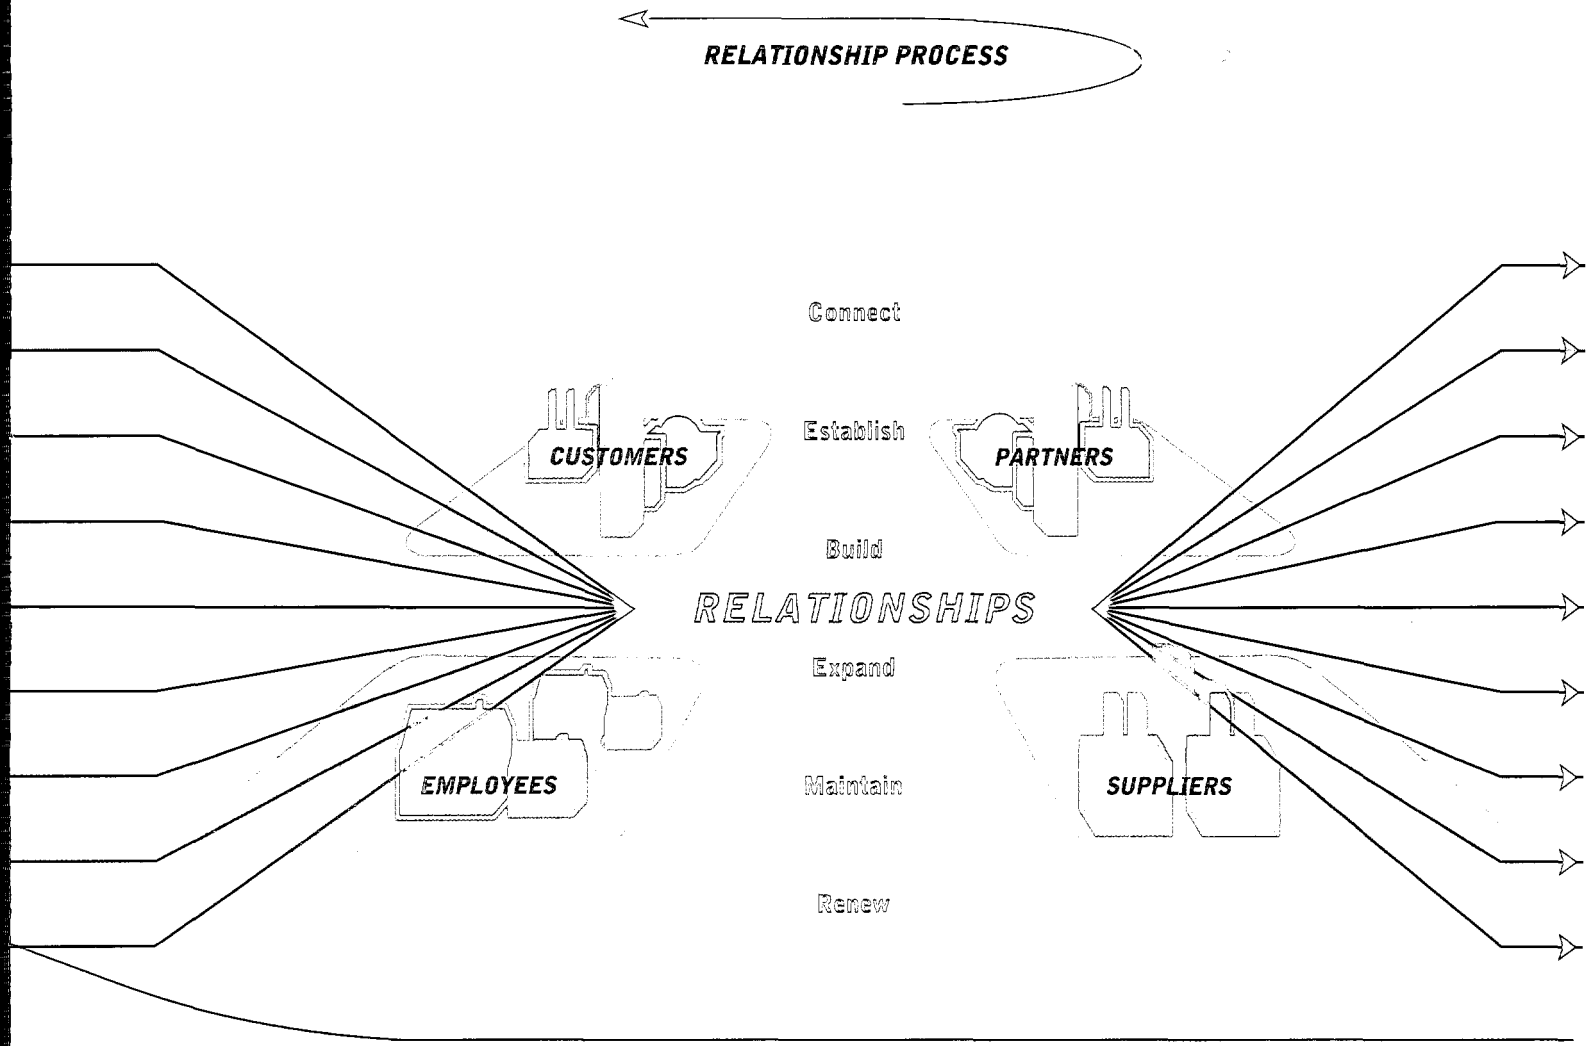 RELATIONSHIP PROCESS
Connect
Establish
CUSTOMERS
PARTNERS
Build
RELATIONSHIPS
Expand
EMPLOYEES
Maintain
SUPPLIERS
Renew